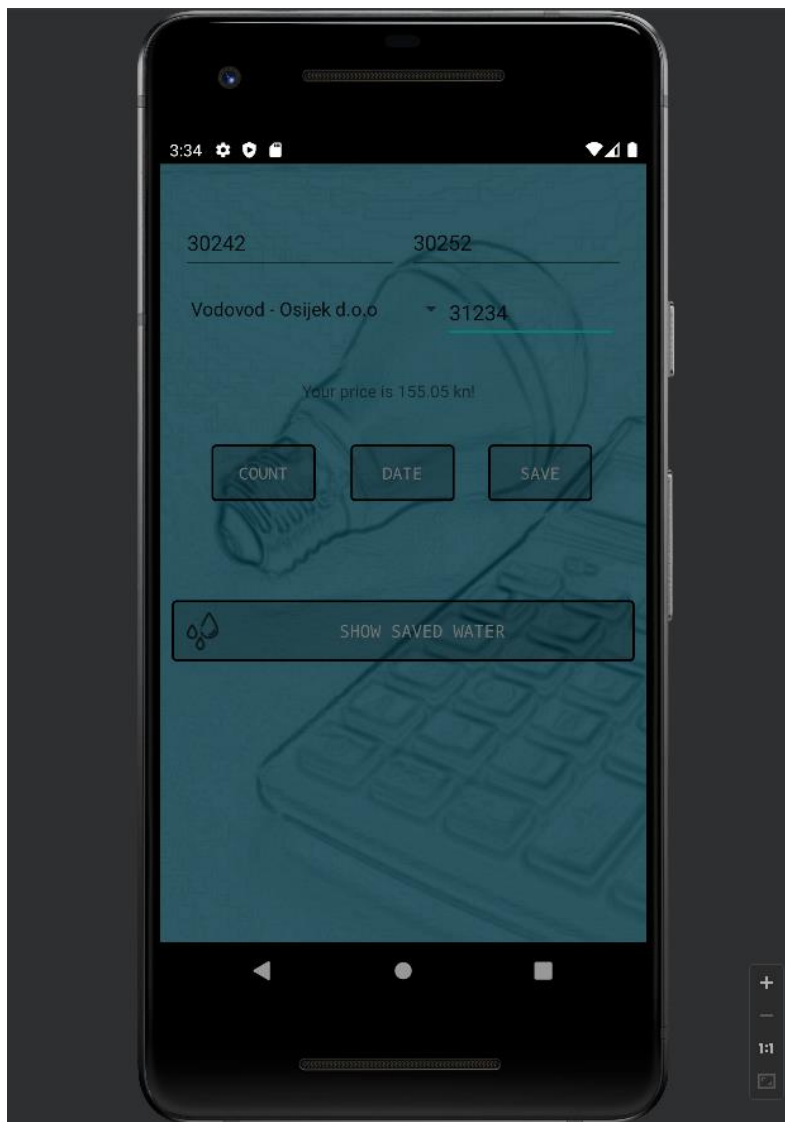 3:34
30242 30252
Vodovod - Osijek d.o.o 31234
Your price is 155.05 kn!
COUNT DATE SAVE
SHOW SAVED WATER
1:1